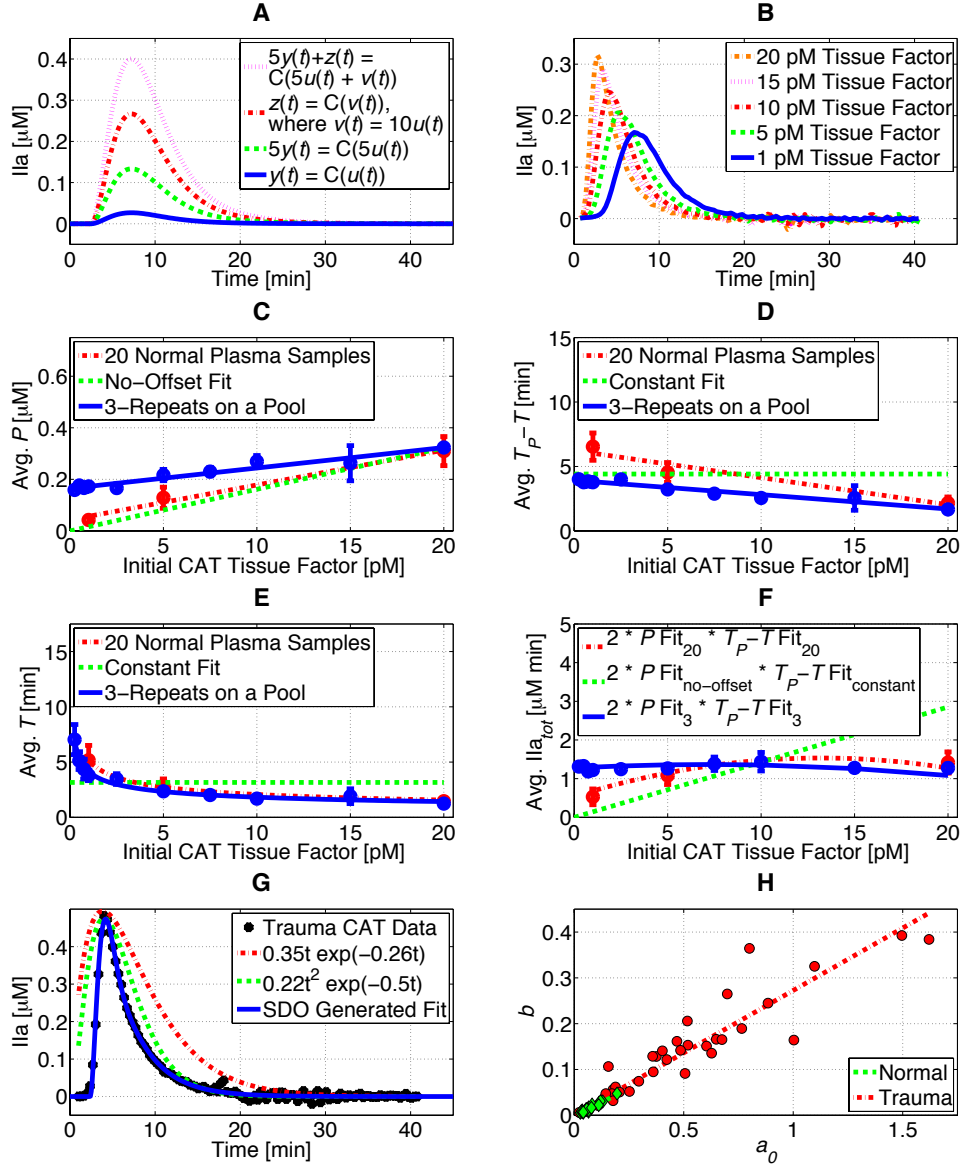 A
IIa [μM]
0.4
0.3
0.2
0.1
0
5y(t)+z(t) =
C(5u(t) + v(t))
z(t) = C(v(t)),
where v(t) = 10u(t)
5y(t) = C(5u(t))
y(t) = C(u(t))
0 10 20 30 40
Time [min]
B
IIa [μM]
0.3
0.2
0.1
0
20 pM Tissue Factor
15 pM Tissue Factor
10 pM Tissue Factor
5 pM Tissue Factor
1 pM Tissue Factor
0 10 20 30 40
Time [min]
C
Avg. P [μM]
0.6
0.4
0.2
0
20 Normal Plasma Samples
No−Offset Fit
3−Repeats on a Pool
0 5 10 15 20
Initial CAT Tissue Factor [pM]
D
Avg. T_P−T [min]
15
10
5
0
20 Normal Plasma Samples
Constant Fit
3−Repeats on a Pool
0 5 10 15 20
Initial CAT Tissue Factor [pM]
E
Avg. T [min]
15
10
5
0
20 Normal Plasma Samples
Constant Fit
3−Repeats on a Pool
0 5 10 15 20
Initial CAT Tissue Factor [pM]
F
Avg. IIa_tot [μM min]
5
4
3
2
1
0
2 * P Fit_20 * T_P−T Fit_20
2 * P Fit_no−offset * T_P−T Fit_constant
2 * P Fit_3 * T_P−T Fit_3
0 5 10 15 20
Initial CAT Tissue Factor [pM]
G
IIa [μM]
0.4
0.3
0.2
0.1
0
Trauma CAT Data
0.35t exp(−0.26t)
0.22t² exp(−0.5t)
SDO Generated Fit
0 10 20 30 40
Time [min]
H
b
0.4
0.3
0.2
0.1
0
Normal
Trauma
0 0.5 1 1.5
a_0